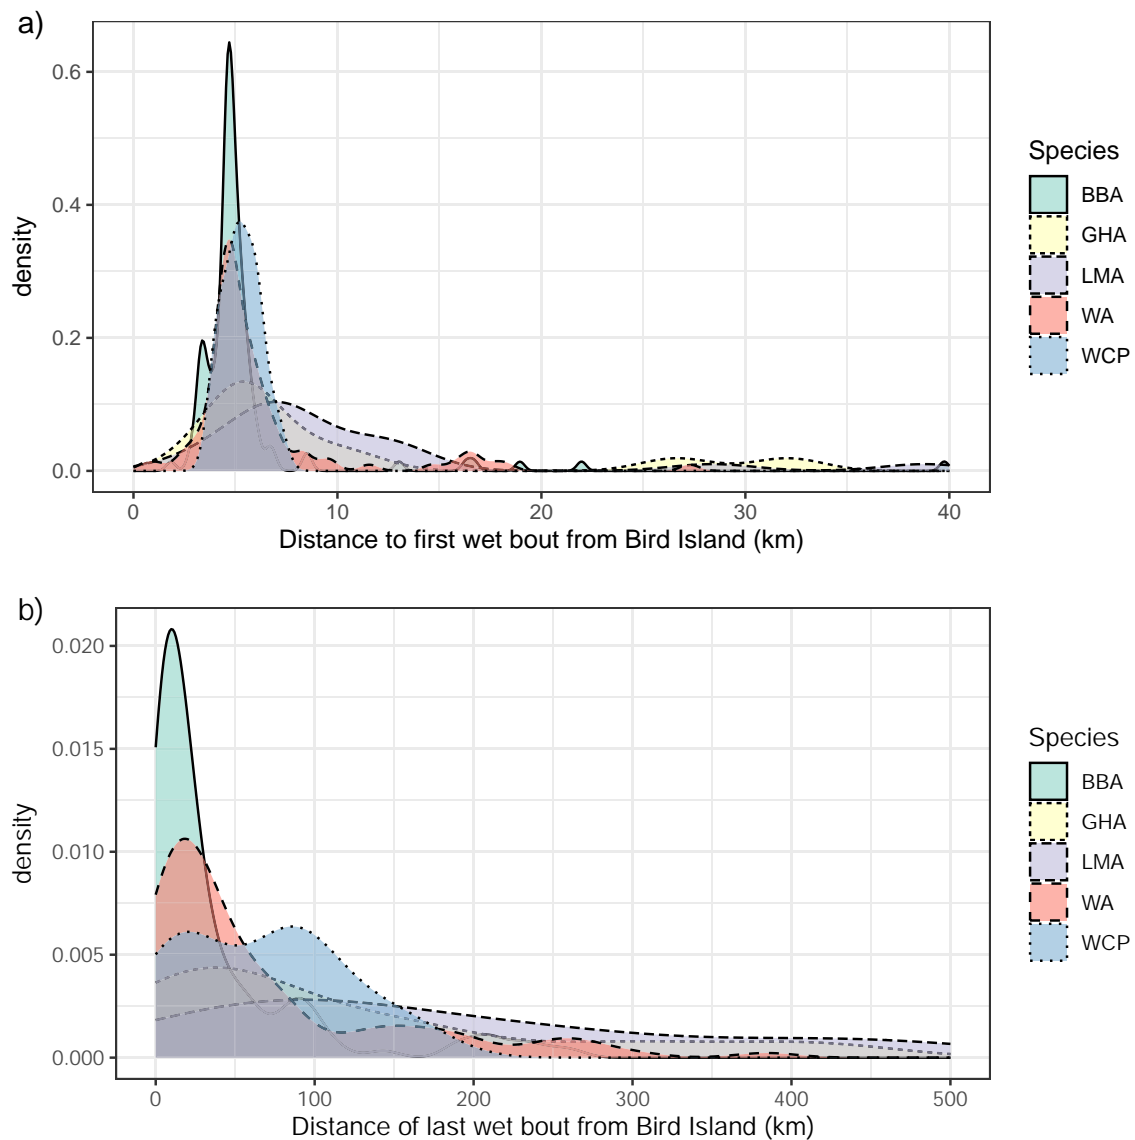 a)
density
0.6
0.4
0.2
0.0
0 10 20 30 40
Distance to first wet bout from Bird Island (km)
Species
BBA
GHA
LMA
WA
WCP
b)
density
0.020
0.015
0.010
0.005
0.000
0 100 200 300 400 500
Distance of last wet bout from Bird Island (km)
Species
BBA
GHA
LMA
WA
WCP